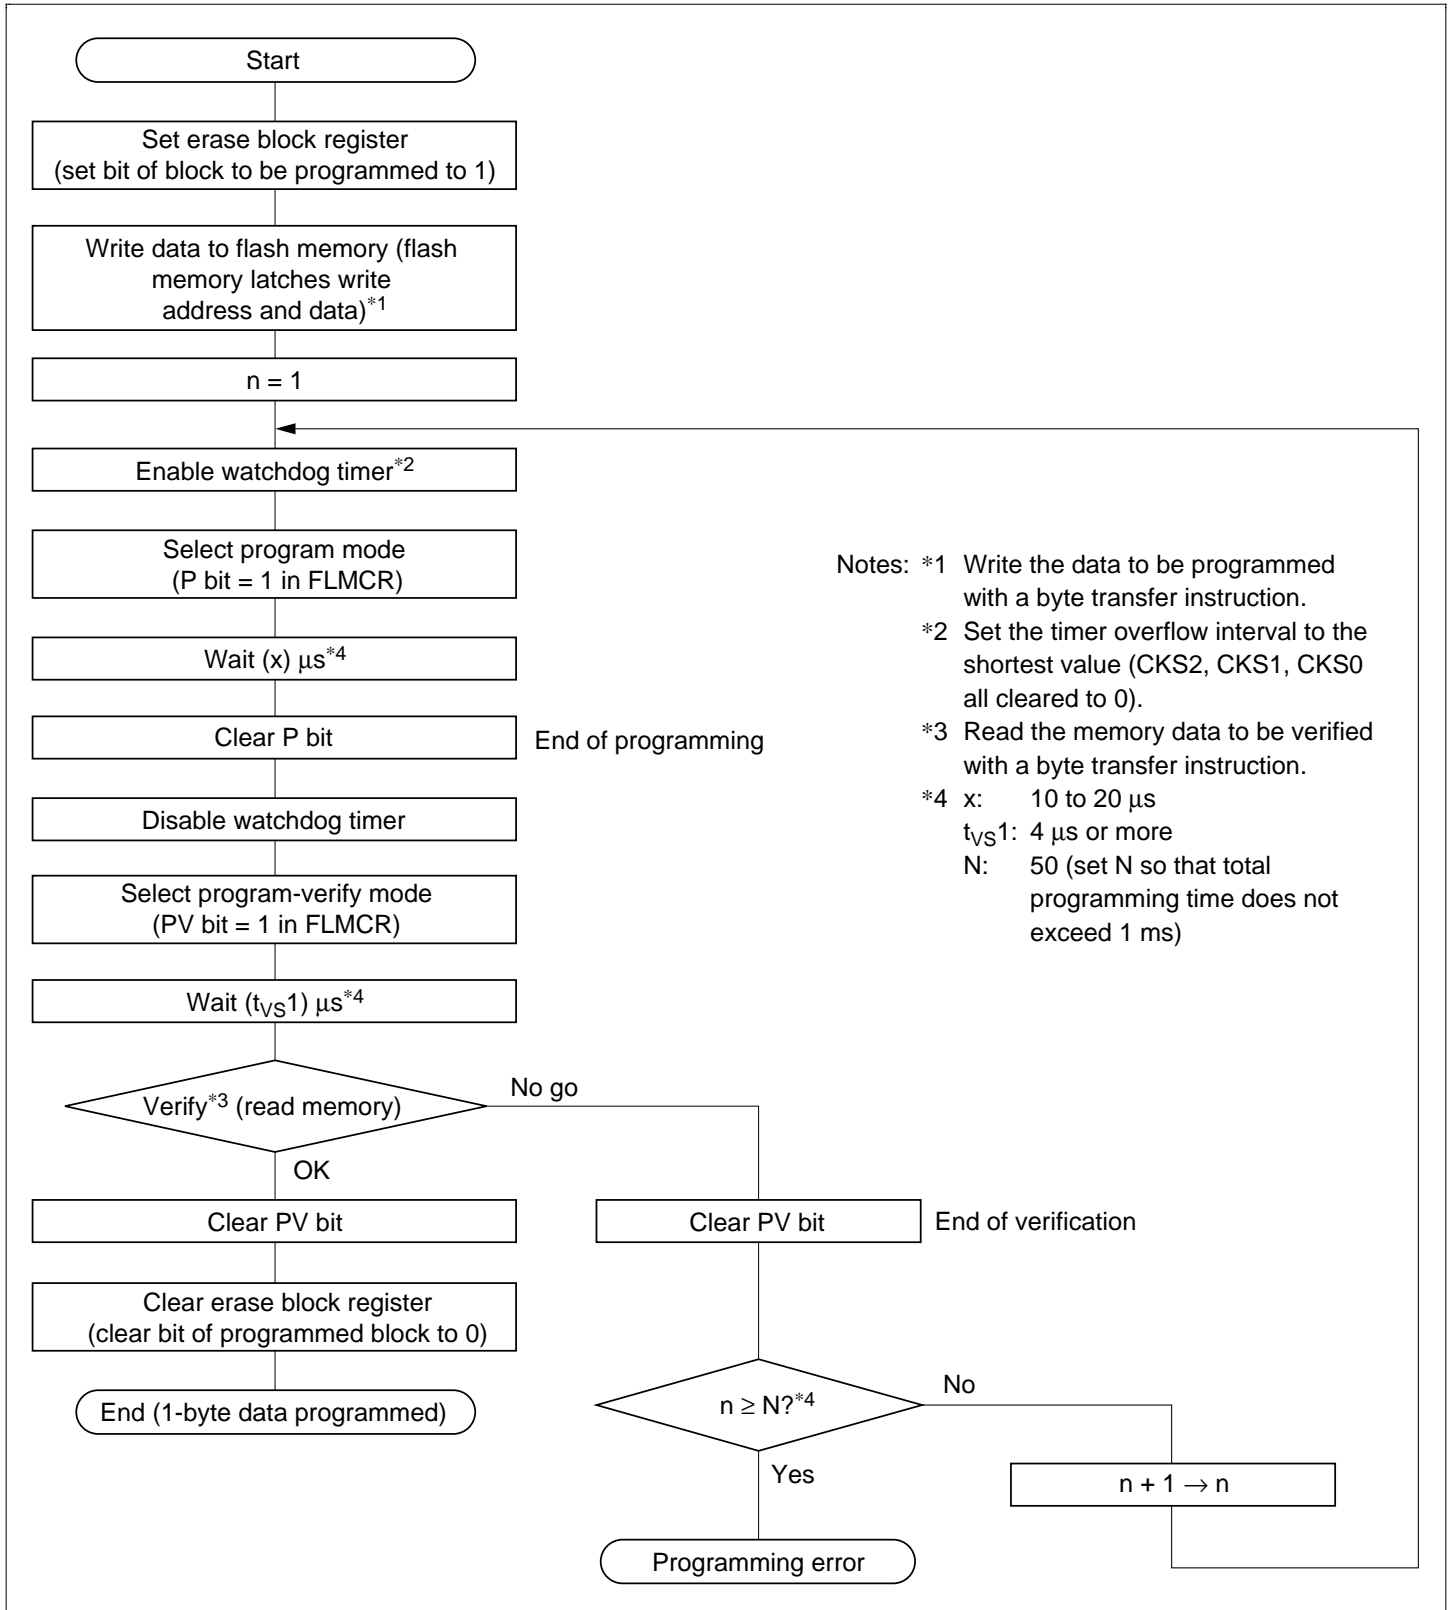 Start
Set erase block register
(set bit of block to be programmed to 1)
Write data to flash memory (flash
memory latches write
address and data)*1
n = 1
Enable watchdog timer*2
Select program mode
(P bit = 1 in FLMCR)
Wait (x) μs*4
Clear P bit
End of programming
Disable watchdog timer
Select program-verify mode
(PV bit = 1 in FLMCR)
Wait (tVS1) μs*4
Verify*3 (read memory)
No go
OK
Clear PV bit
Clear erase block register
(clear bit of programmed block to 0)
End (1-byte data programmed)
Clear PV bit
End of verification
n ≥ N?*4
No
Yes
n + 1 → n
Programming error
Notes: *1 Write the data to be programmed
with a byte transfer instruction.
*2 Set the timer overflow interval to the
shortest value (CKS2, CKS1, CKS0
all cleared to 0).
*3 Read the memory data to be verified
with a byte transfer instruction.
*4 x: 10 to 20 μs
tVS1: 4 μs or more
N: 50 (set N so that total
programming time does not
exceed 1 ms)